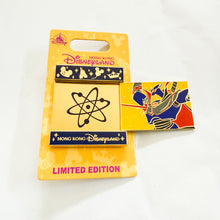 HONG KONG
DISNEYLAND
HONG KONG Disneyland
LIMITED EDITION